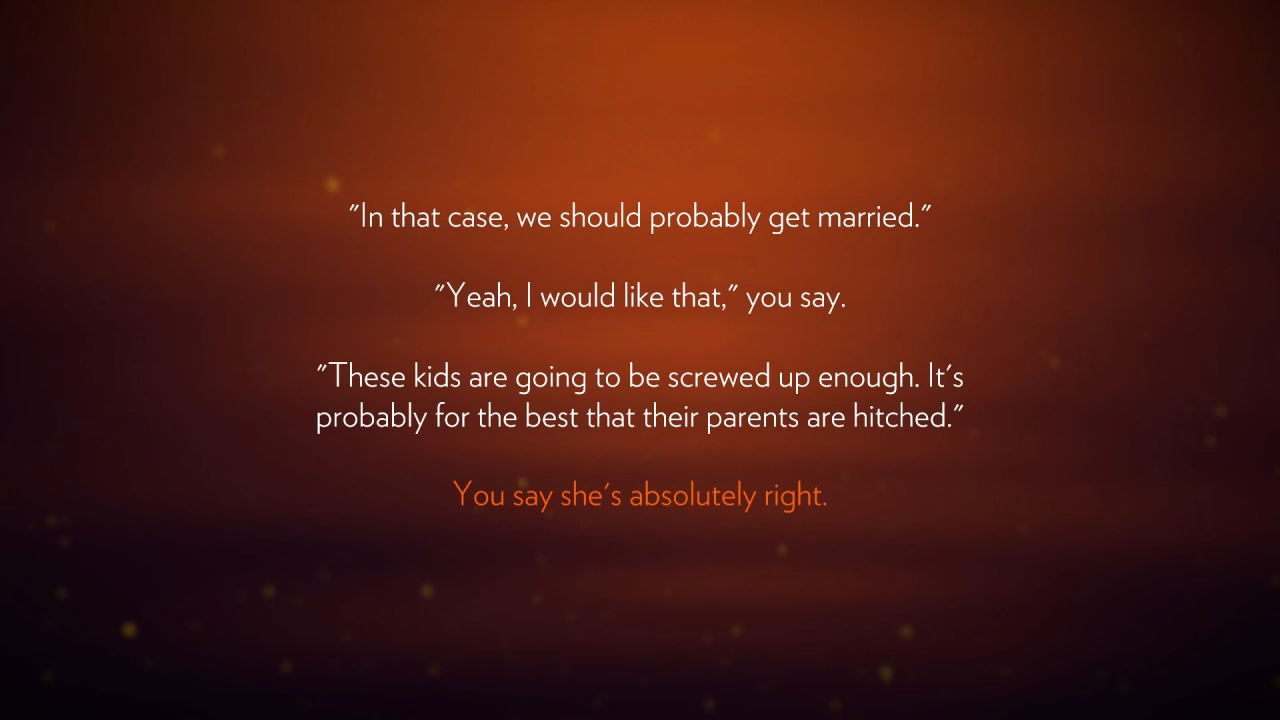 "In that case, we should probably get married."
"Yeah, I would like that," you say.
"These kids are going to be screwed up enough. It's
probably for the best that their parents are hitched."
You say she's absolutely right.